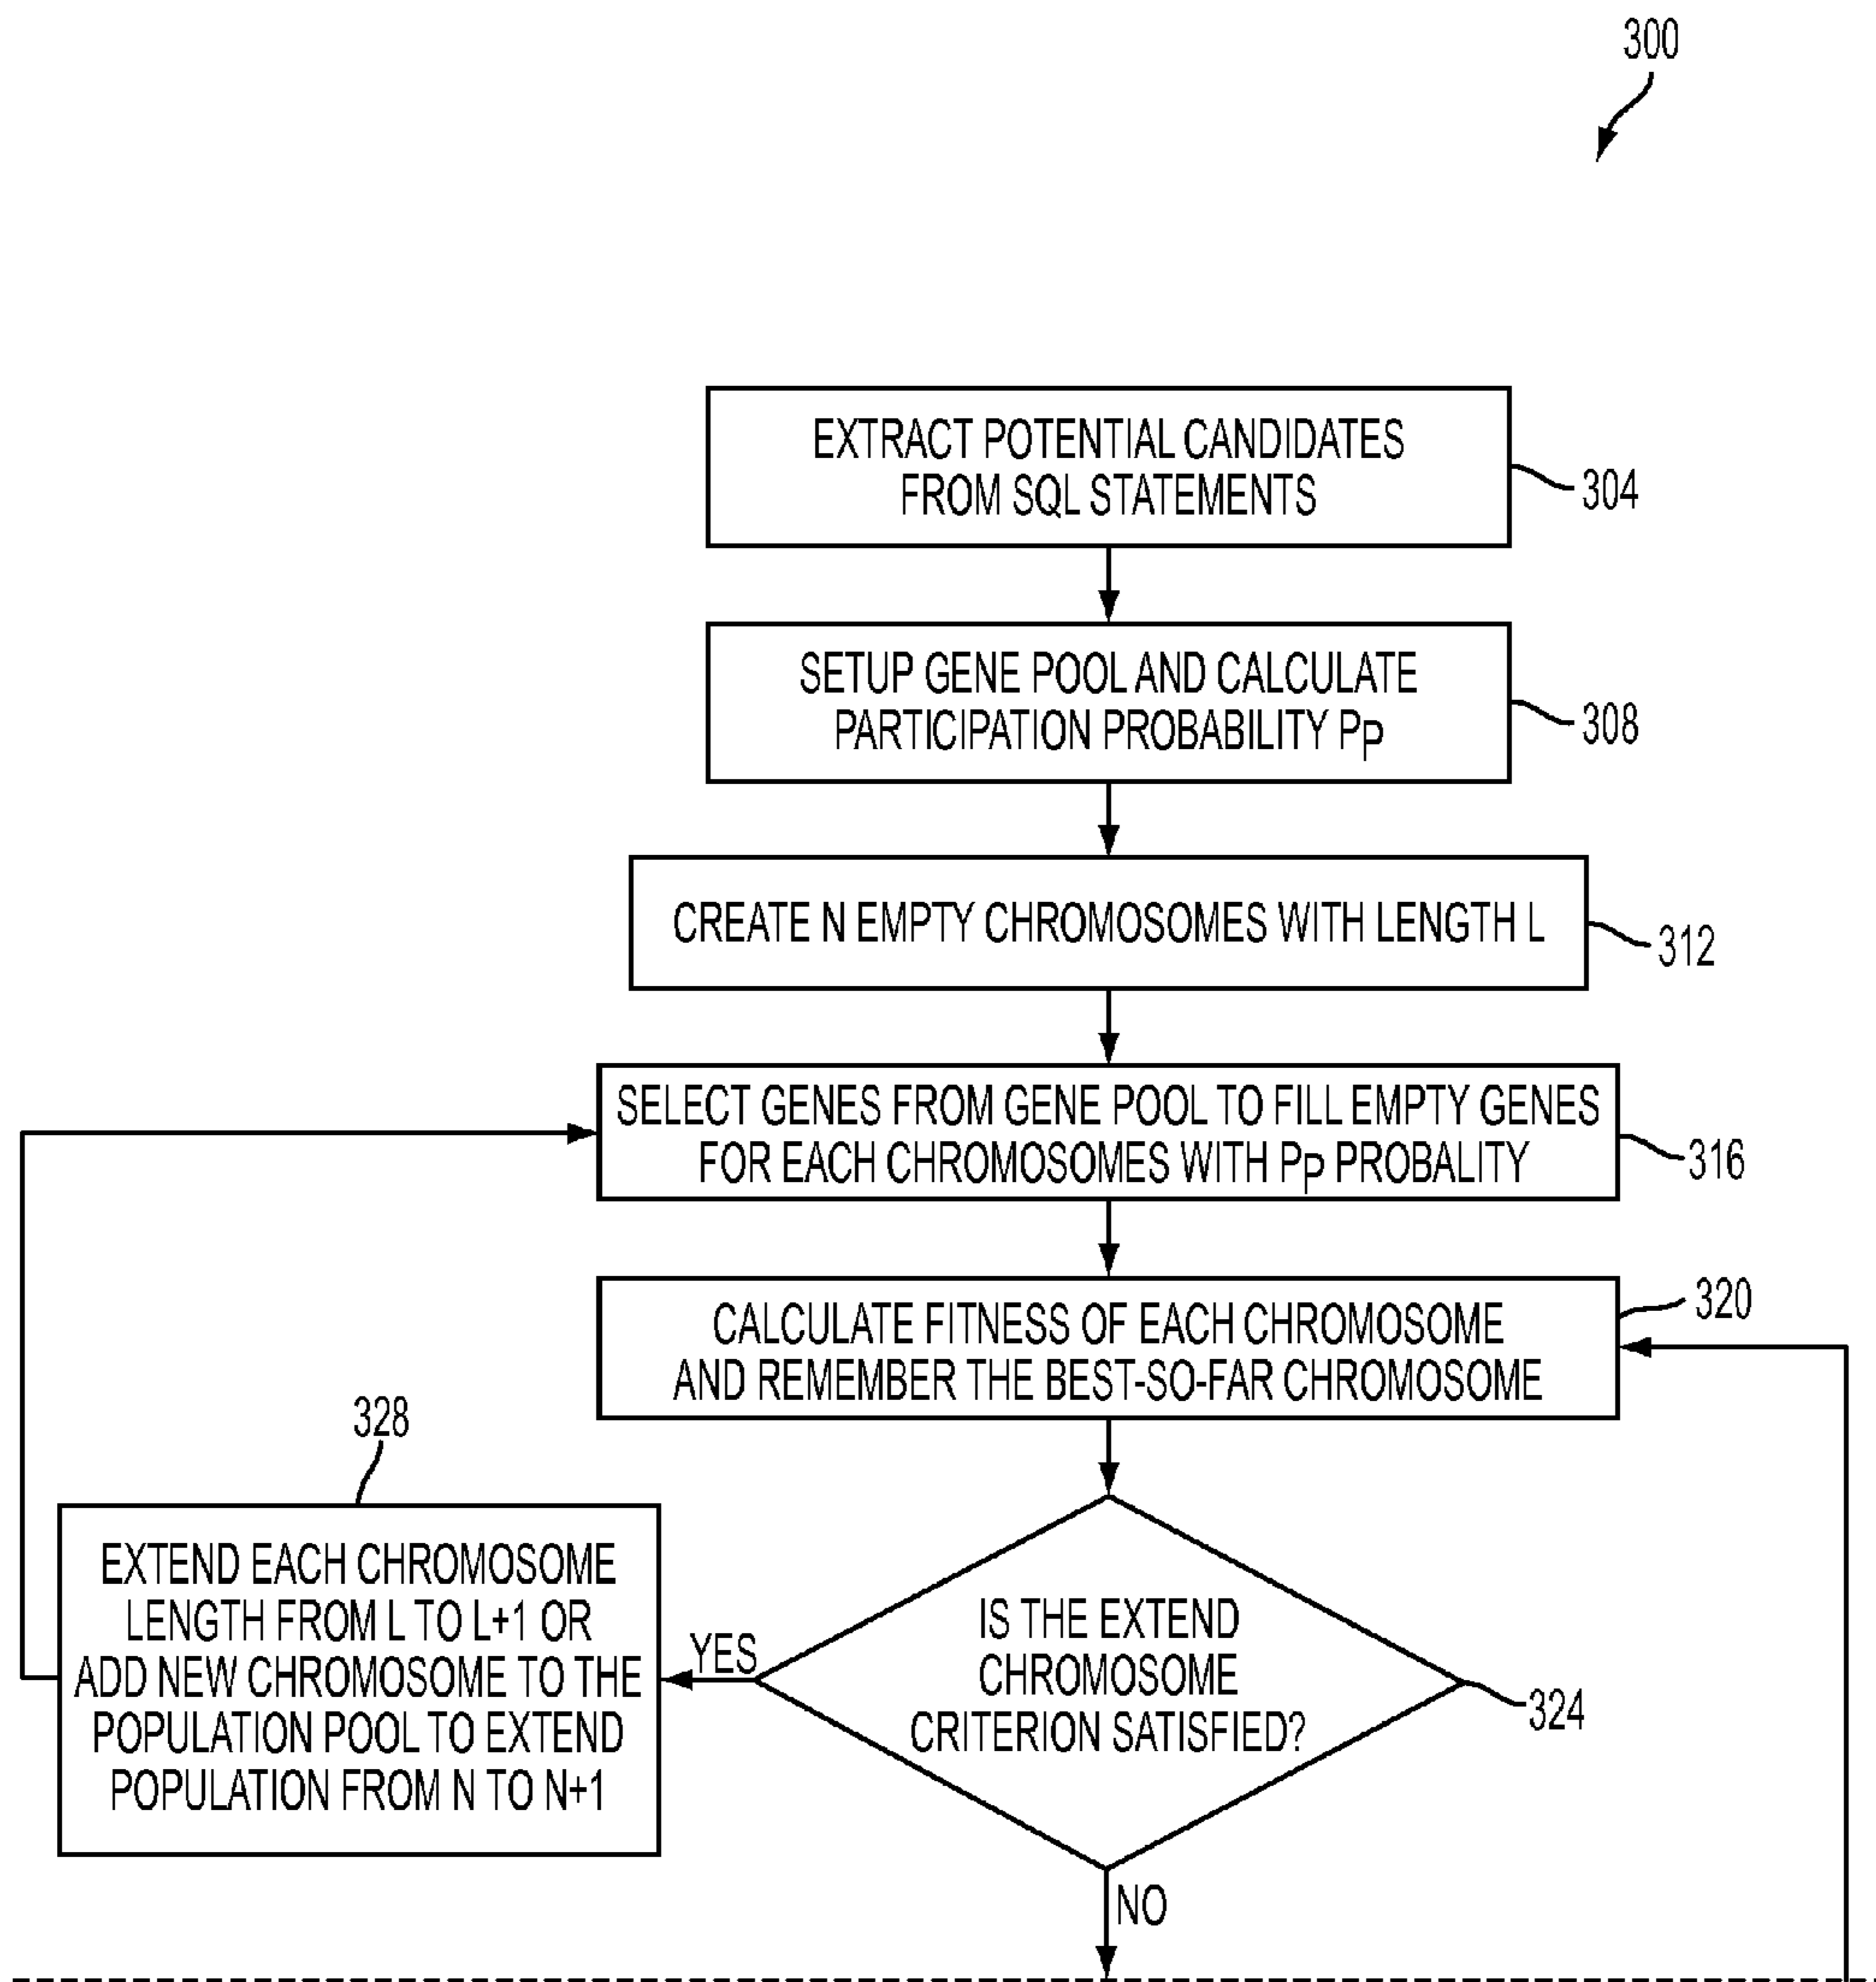 300
EXTRACT POTENTIAL CANDIDATES
FROM SQL STATEMENTS
304
SETUP GENE POOL AND CALCULATE
PARTICIPATION PROBABILITY PP
308
CREATE N EMPTY CHROMOSOMES WITH LENGTH L
312
SELECT GENES FROM GENE POOL TO FILL EMPTY GENES
FOR EACH CHROMOSOMES WITH PP PROBALITY
316
CALCULATE FITNESS OF EACH CHROMOSOME
AND REMEMBER THE BEST-SO-FAR CHROMOSOME
320
328
EXTEND EACH CHROMOSOME
LENGTH FROM L TO L+1 OR
ADD NEW CHROMOSOME TO THE
POPULATION POOL TO EXTEND
POPULATION FROM N TO N+1
YES
IS THE EXTEND
CHROMOSOME
CRITERION SATISFIED?
324
NO